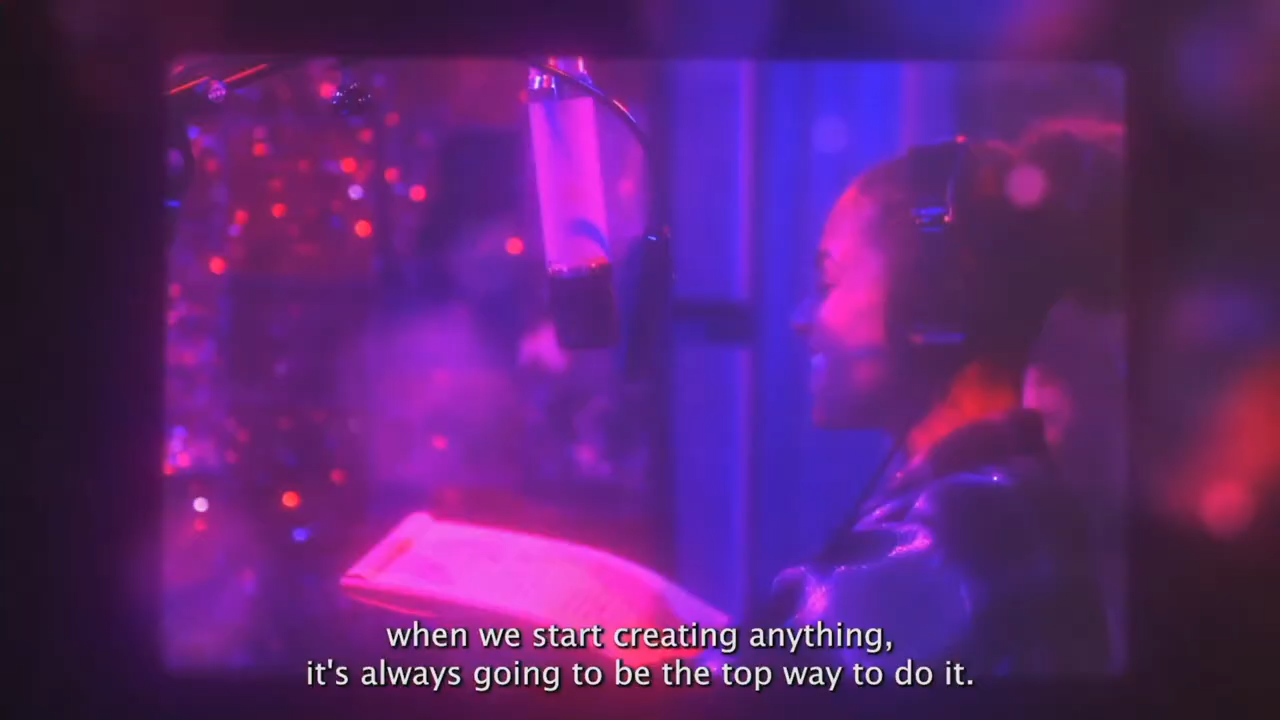 when we start creating anything,
it's always going to be the top way to do it.